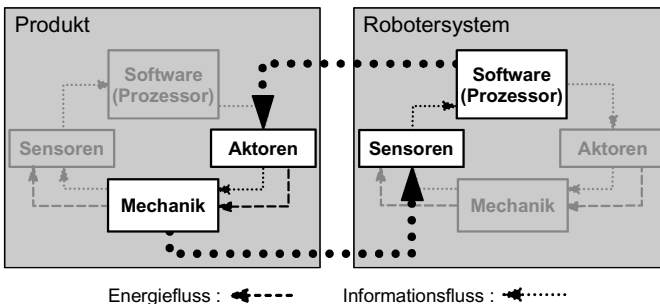 Produkt
Software
(Prozessor)
Sensoren
Aktoren
Mechanik
Robotersystem
Software
(Prozessor)
Sensoren
Aktoren
Mechanik
Energiefluss :
Informationsfluss :